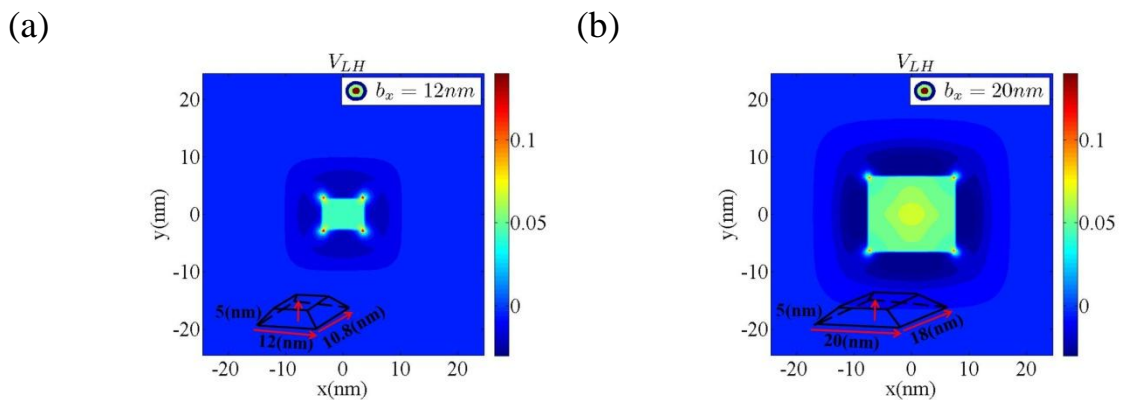 (a)
V_{LH}
b_x = 12nm
20
10
0
-10
-20
y(nm)
-20 -10 0 10 20
x(nm)
0.1
0.05
0
5(nm)
12(nm)
10.8(nm)
(b)
V_{LH}
b_x = 20nm
20
10
0
-10
-20
y(nm)
-20 -10 0 10 20
x(nm)
0.1
0.05
0
5(nm)
20(nm)
18(nm)